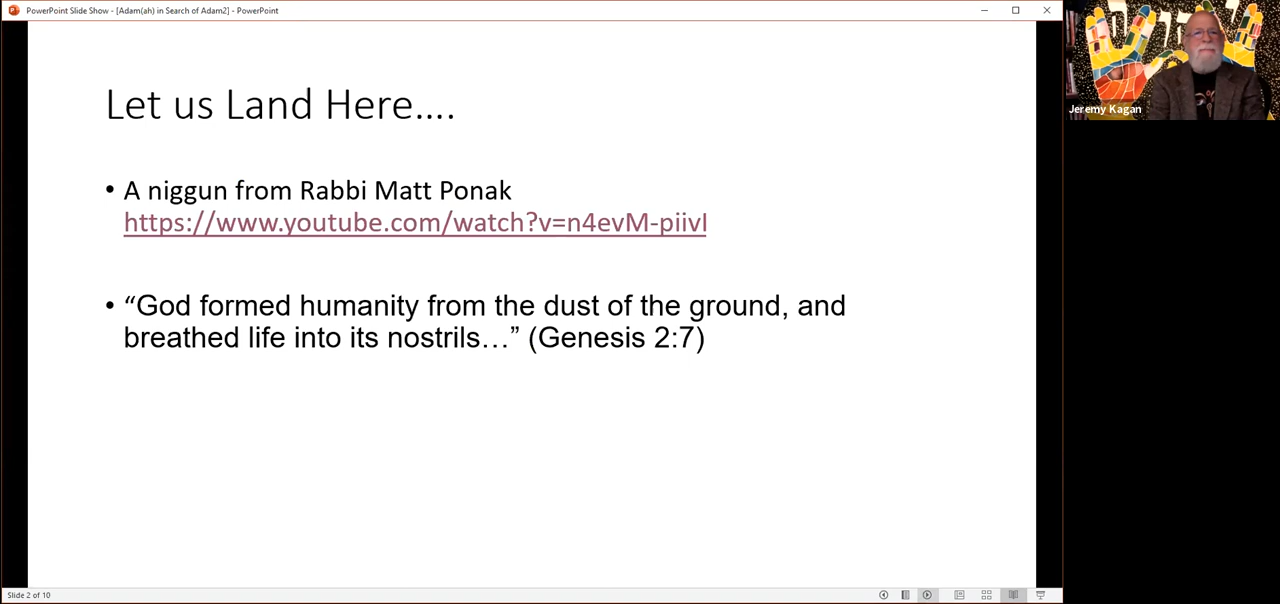 PowerPoint Slide Show - [Adam(ah) in Search of Adam2] - PowerPoint
Let us Land Here....
• A niggun from Rabbi Matt Ponak
https://www.youtube.com/watch?v=n4evM-piivI
• “God formed humanity from the dust of the ground, and
breathed life into its nostrils…” (Genesis 2:7)
Jeremy Kagan
Slide 2 of 10